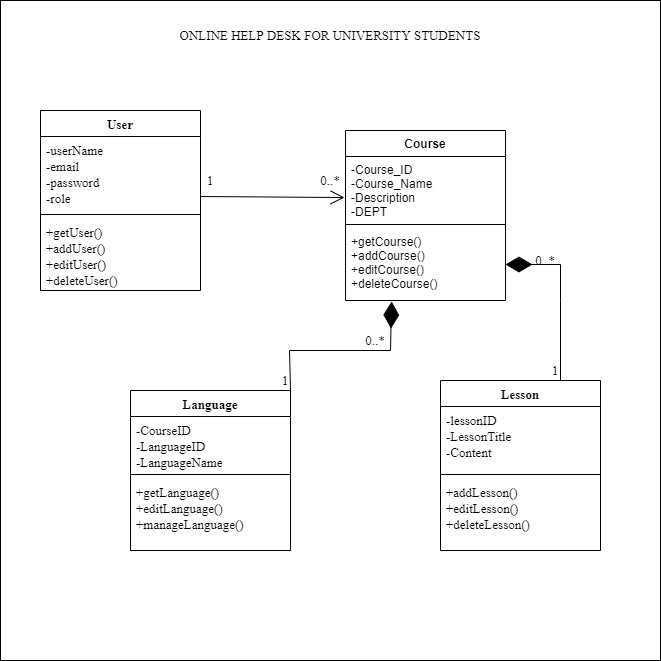 ONLINE HELP DESK FOR UNIVERSITY STUDENTS
User
-userName
-email
-password
-role
+getUser()
+addUser()
+editUser()
+deleteUser()
1
0..*
Course
-Course_ID
-Course_Name
-Description
-DEPT
+getCourse()
+addCourse()
+editCourse()
+deleteCourse()
0..*
1
0..*
1
Language
-CourseID
-LanguageID
-LanguageName
+getLanguage()
+editLanguage()
+manageLanguage()
Lesson
-lessonID
-LessonTitle
-Content
+addLesson()
+editLesson()
+deleteLesson()